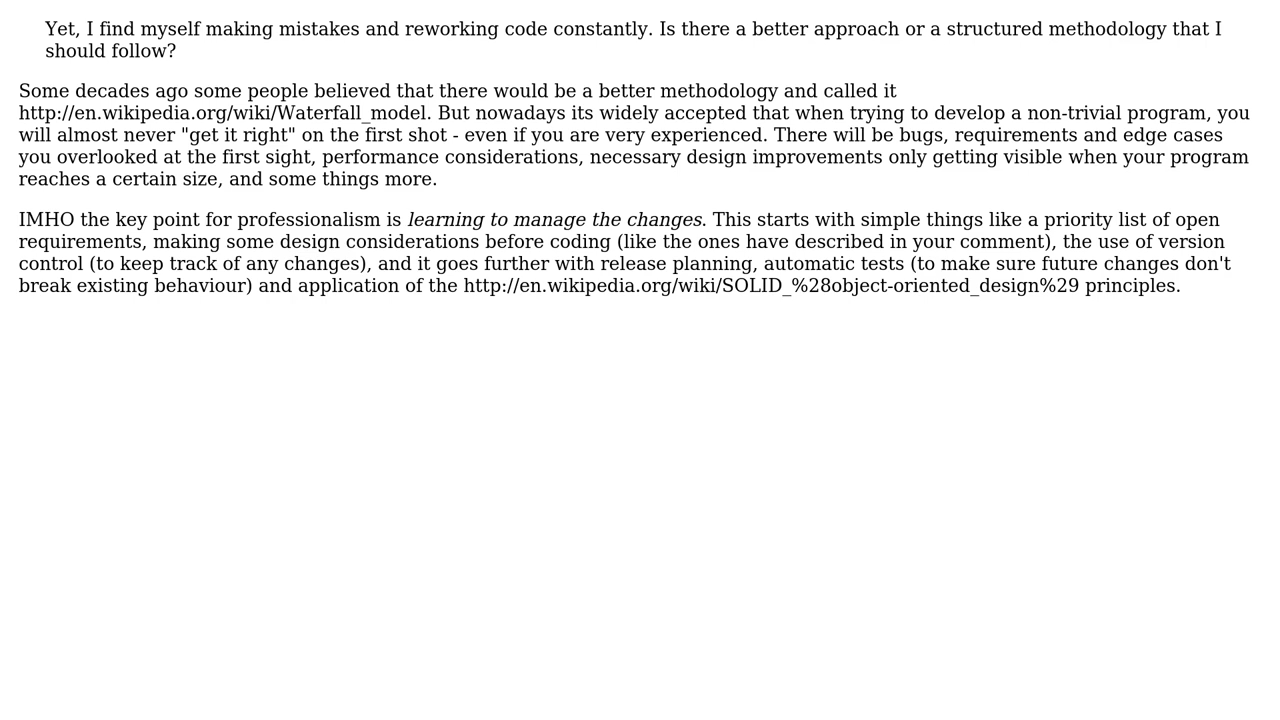 Yet, I find myself making mistakes and reworking code constantly. Is there a better approach or a structured methodology that I
should follow?
Some decades ago some people believed that there would be a better methodology and called it
http://en.wikipedia.org/wiki/Waterfall_model. But nowadays its widely accepted that when trying to develop a non-trivial program, you
will almost never "get it right" on the first shot - even if you are very experienced. There will be bugs, requirements and edge cases
you overlooked at the first sight, performance considerations, necessary design improvements only getting visible when your program
reaches a certain size, and some things more.
IMHO the key point for professionalism is learning to manage the changes. This starts with simple things like a priority list of open
requirements, making some design considerations before coding (like the ones have described in your comment), the use of version
control (to keep track of any changes), and it goes further with release planning, automatic tests (to make sure future changes don't
break existing behaviour) and application of the http://en.wikipedia.org/wiki/SOLID_%28object-oriented_design%29 principles.